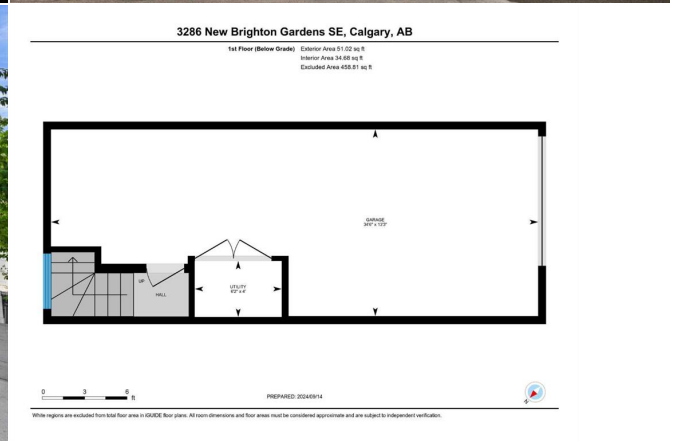 3286 New Brighton Gardens SE, Calgary, AB
1st Floor (Below Grade) Exterior Area 51.02 sq ft
Interior Area 34.68 sq ft
Excluded Area 458.81 sq ft
GARAGE
34'6" x 13'3"
UP
HALL
UTILITY
6'3" x 4'
0 3 6
ft
PREPARED: 2024/09/14
White regions are excluded from total floor area in iGUIDE floor plans. All room dimensions and floor areas must be considered approximate and are subject to independent verification.